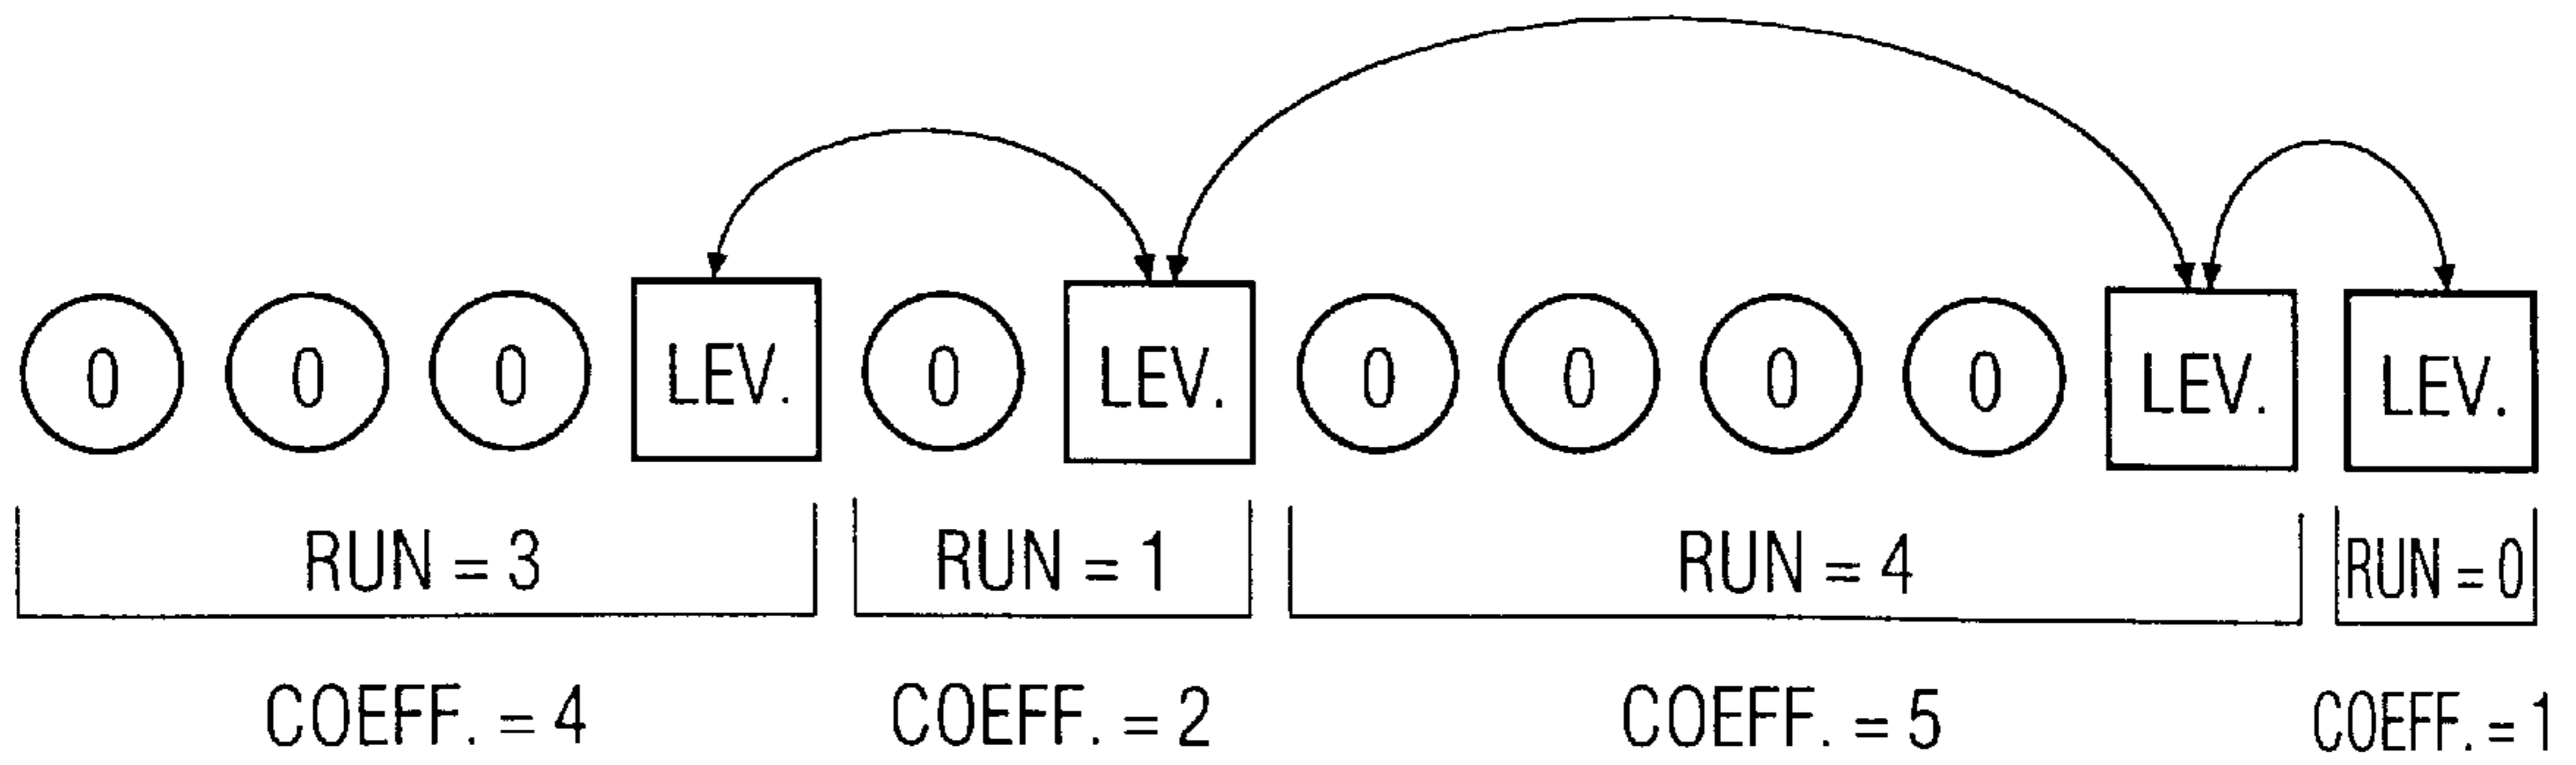 0 0 0 LEV. 0 LEV. 0 0 0 0 LEV. LEV.
RUN = 3 RUN = 1 RUN = 4 RUN = 0
COEFF. = 4 COEFF. = 2 COEFF. = 5 COEFF. = 1